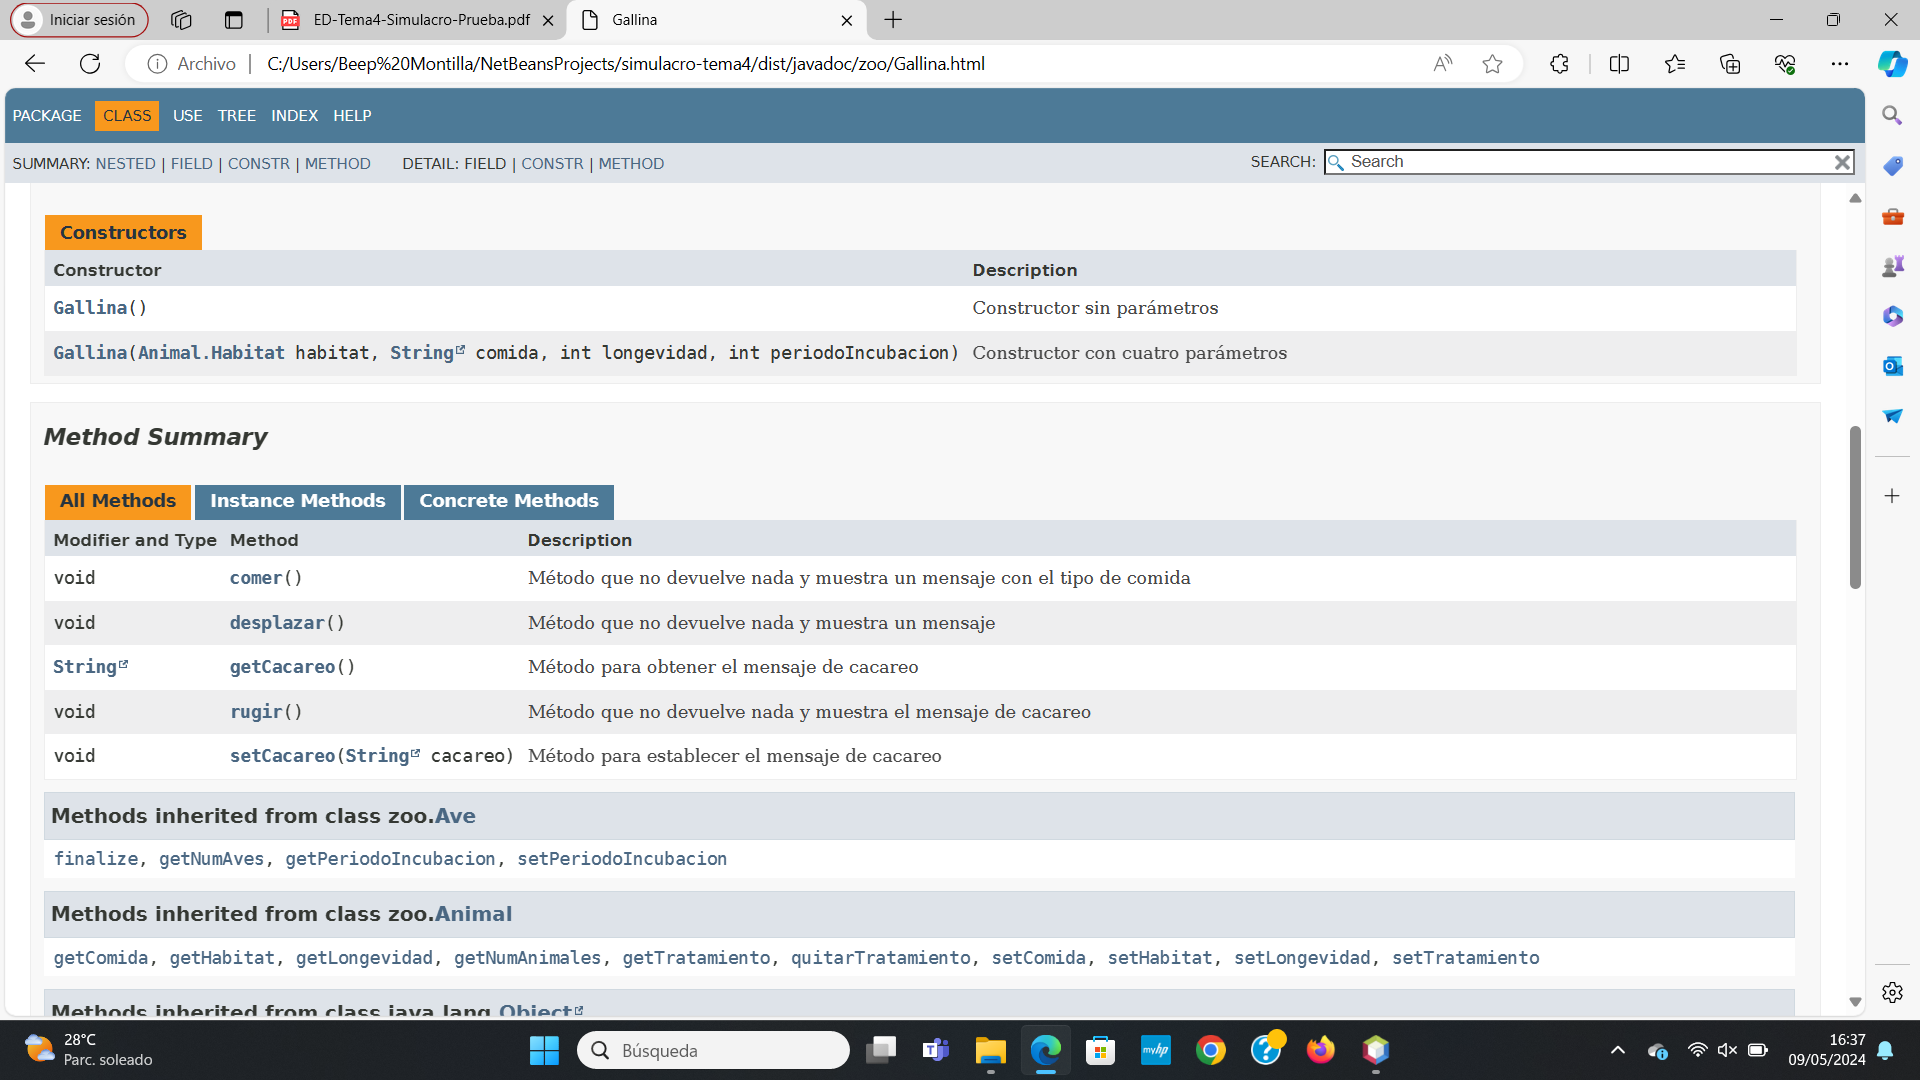 Iniciar sesión
ED-Tema4-Simulacro-Prueba.pdf
Gallina
Archivo
C:/Users/Beep%20Montilla/NetBeansProjects/simulacro-tema4/dist/javadoc/zoo/Gallina.html
PACKAGE CLASS USE TREE INDEX HELP
SUMMARY: NESTED | FIELD | CONSTR | METHOD DETAIL: FIELD | CONSTR | METHOD
SEARCH: Search
Constructors
Constructor Description
Gallina() Constructor sin parámetros
Gallina(Animal.Habitat habitat, String comida, int longevidad, int periodoIncubacion) Constructor con cuatro parámetros
Method Summary
All Methods Instance Methods Concrete Methods
Modifier and Type Method Description
void comer() Método que no devuelve nada y muestra un mensaje con el tipo de comida
void desplazar() Método que no devuelve nada y muestra un mensaje
String getCacareo() Método para obtener el mensaje de cacareo
void rugir() Método que no devuelve nada y muestra el mensaje de cacareo
void setCacareo(String cacareo) Método para establecer el mensaje de cacareo
Methods inherited from class zoo.Ave
finalize, getNumAves, getPeriodoIncubacion, setPeriodoIncubacion
Methods inherited from class zoo.Animal
getComida, getHabitat, getLongevidad, getNumAnimales, getTratamiento, quitarTratamiento, setComida, setHabitat, setLongevidad, setTratamiento
Methods inherited from class java.lang.Object
28°C
Parc. soleado
Búsqueda
myhp
16:37
09/05/2024